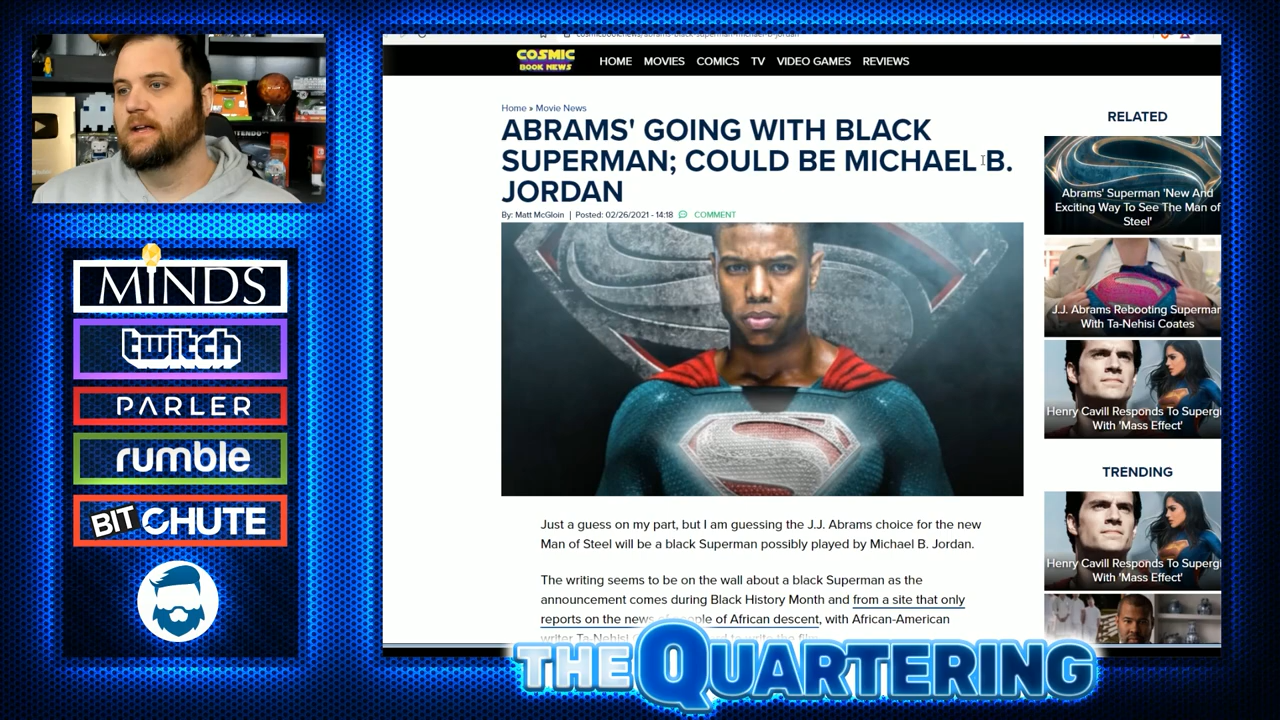 COSMIC
BOOK NEWS
HOME MOVIES COMICS TV VIDEO GAMES REVIEWS
Home » Movie News
ABRAMS' GOING WITH BLACK
SUPERMAN; COULD BE MICHAEL B.
JORDAN
By: Matt McGloin | Posted: 02/26/2021 - 14:18 COMMENT
Just a guess on my part, but I am guessing the J.J. Abrams choice for the new
Man of Steel will be a black Superman possibly played by Michael B. Jordan.
The writing seems to be on the wall about a black Superman as the
announcement comes during Black History Month and from a site that only
reports on the news of people of African descent, with African-American
writer Ta-Nehisi
RELATED
Abrams' Superman 'New And
Exciting Way To See The Man of
Steel'
J.J. Abrams Rebooting Superman
With Ta-Nehisi Coates
Henry Cavill Responds To Supergi
With 'Mass Effect'
TRENDING
Henry Cavill Responds To Supergi
With 'Mass Effect'
MINDS
twitch
PARLER
rumble
BITCHUTE
THE QUARTERING